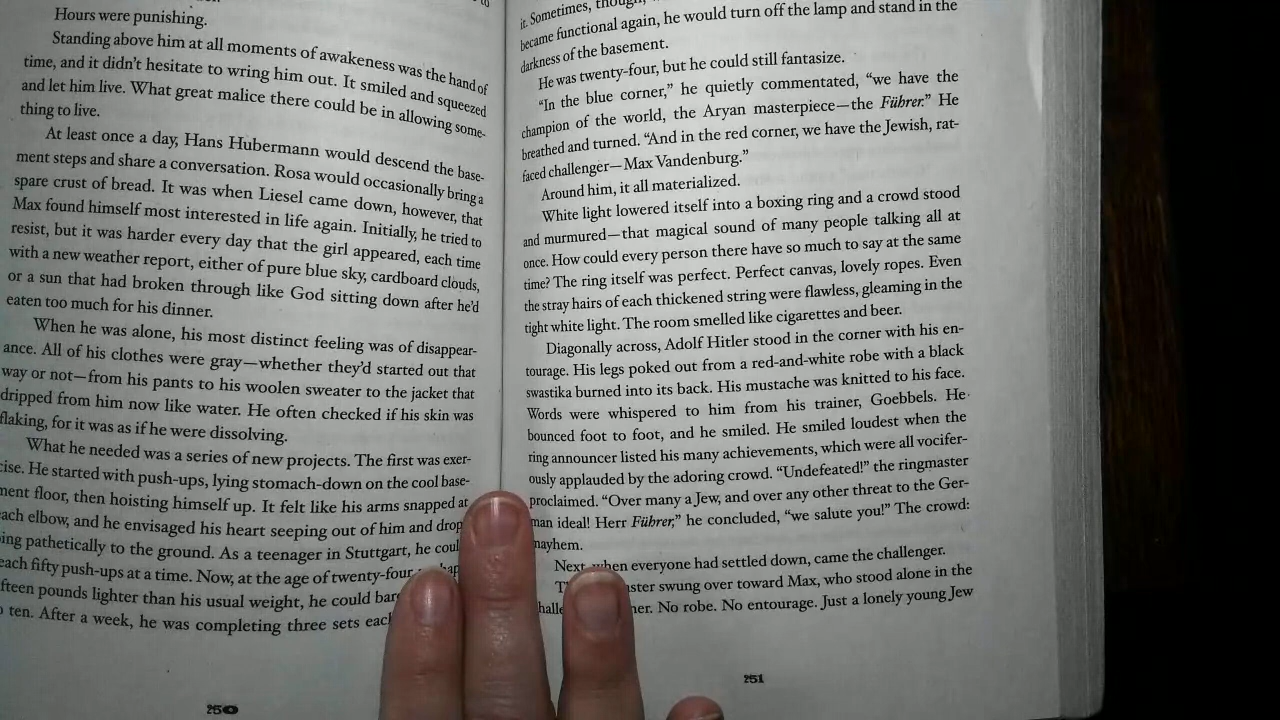 to
Hours were punishing.
Standing above him at all moments of awakeness was the hand of
time, and it didn't hesitate to wring him out. It smiled and squeezed
and let him live. What great malice there could be in allowing some-
thing to live.
At least once a day, Hans Hubermann would descend the base-
ment steps and share a conversation. Rosa would occasionally bring a
spare crust of bread. It was when Liesel came down, however, that
Max found himself most interested in life again. Initially, he tried to
resist, but it was harder every day that the girl appeared, each time
with a new weather report, either of pure blue sky, cardboard clouds,
or a sun that had broken through like God sitting down after he'd
eaten too much for his dinner.
When he was alone, his most distinct feeling was of disappear-
ance. All of his clothes were gray—whether they'd started out that
way or not—from his pants to his woolen sweater to the jacket that
dripped from him now like water. He often checked if his skin was
flaking, for it was as if he were dissolving.
What he needed was a series of new projects. The first was exer-
cise. He started with push-ups, lying stomach-down on the cool base-
ment floor, then hoisting himself up. It felt like his arms snapped at
each elbow, and he envisaged his heart seeping out of him and drop
ing pathetically to the ground. As a teenager in Stuttgart, he coul
each fifty push-ups at a time. Now, at the age of twenty-four
fteen pounds lighter than his usual weight, he could bar
ten. After a week, he was completing three sets each
250
it. Sometimes, though,
became functional again, he would turn off the lamp and stand in the
darkness of the basement.
He was twenty-four, but he could still fantasize.
"In the blue corner," he quietly commentated, "we have the
champion of the world, the Aryan masterpiece—the Führer." He
breathed and turned. "And in the red corner, we have the Jewish, rat-
faced challenger—Max Vandenburg."
Around him, it all materialized.
White light lowered itself into a boxing ring and a crowd stood
and murmured—that magical sound of many people talking all at
once. How could every person there have so much to say at the same
time? The ring itself was perfect. Perfect canvas, lovely ropes. Even
the stray hairs of each thickened string were flawless, gleaming in the
tight white light. The room smelled like cigarettes and beer.
Diagonally across, Adolf Hitler stood in the corner with his en-
tourage. His legs poked out from a red-and-white robe with a black
swastika burned into its back. His mustache was knitted to his face.
Words were whispered to him from his trainer, Goebbels. He
bounced foot to foot, and he smiled. He smiled loudest when the
ring announcer listed his many achievements, which were all vocifer-
ously applauded by the adoring crowd. "Undefeated!" the ringmaster
proclaimed. "Over many a Jew, and over any other threat to the Ger-
man ideal! Herr Führer," he concluded, "we salute you!" The crowd:
mayhem.
Next, when everyone had settled down, came the challenger.
aster swung over toward Max, who stood alone in the
halle ner. No robe. No entourage. Just a lonely young Jew
251